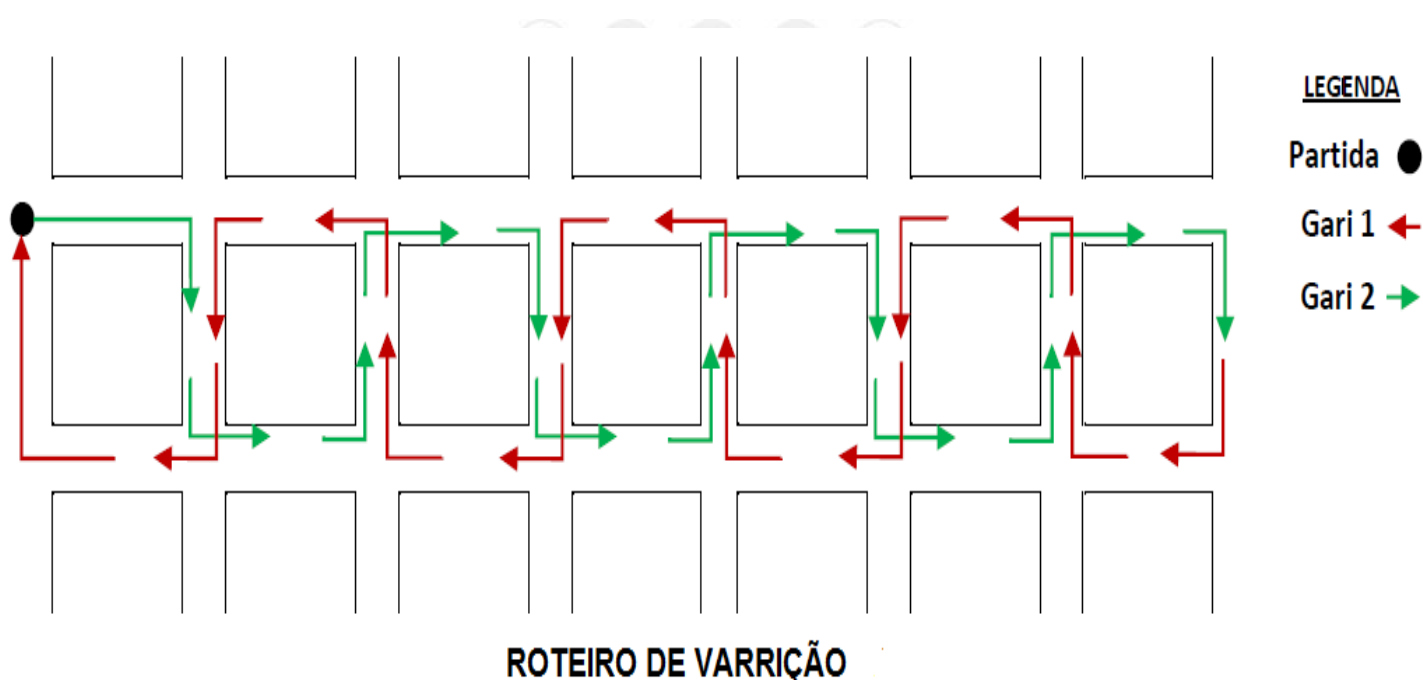 LEGENDA
Partida
Gari 1
Gari 2
ROTEIRO DE VARRIÇÃO